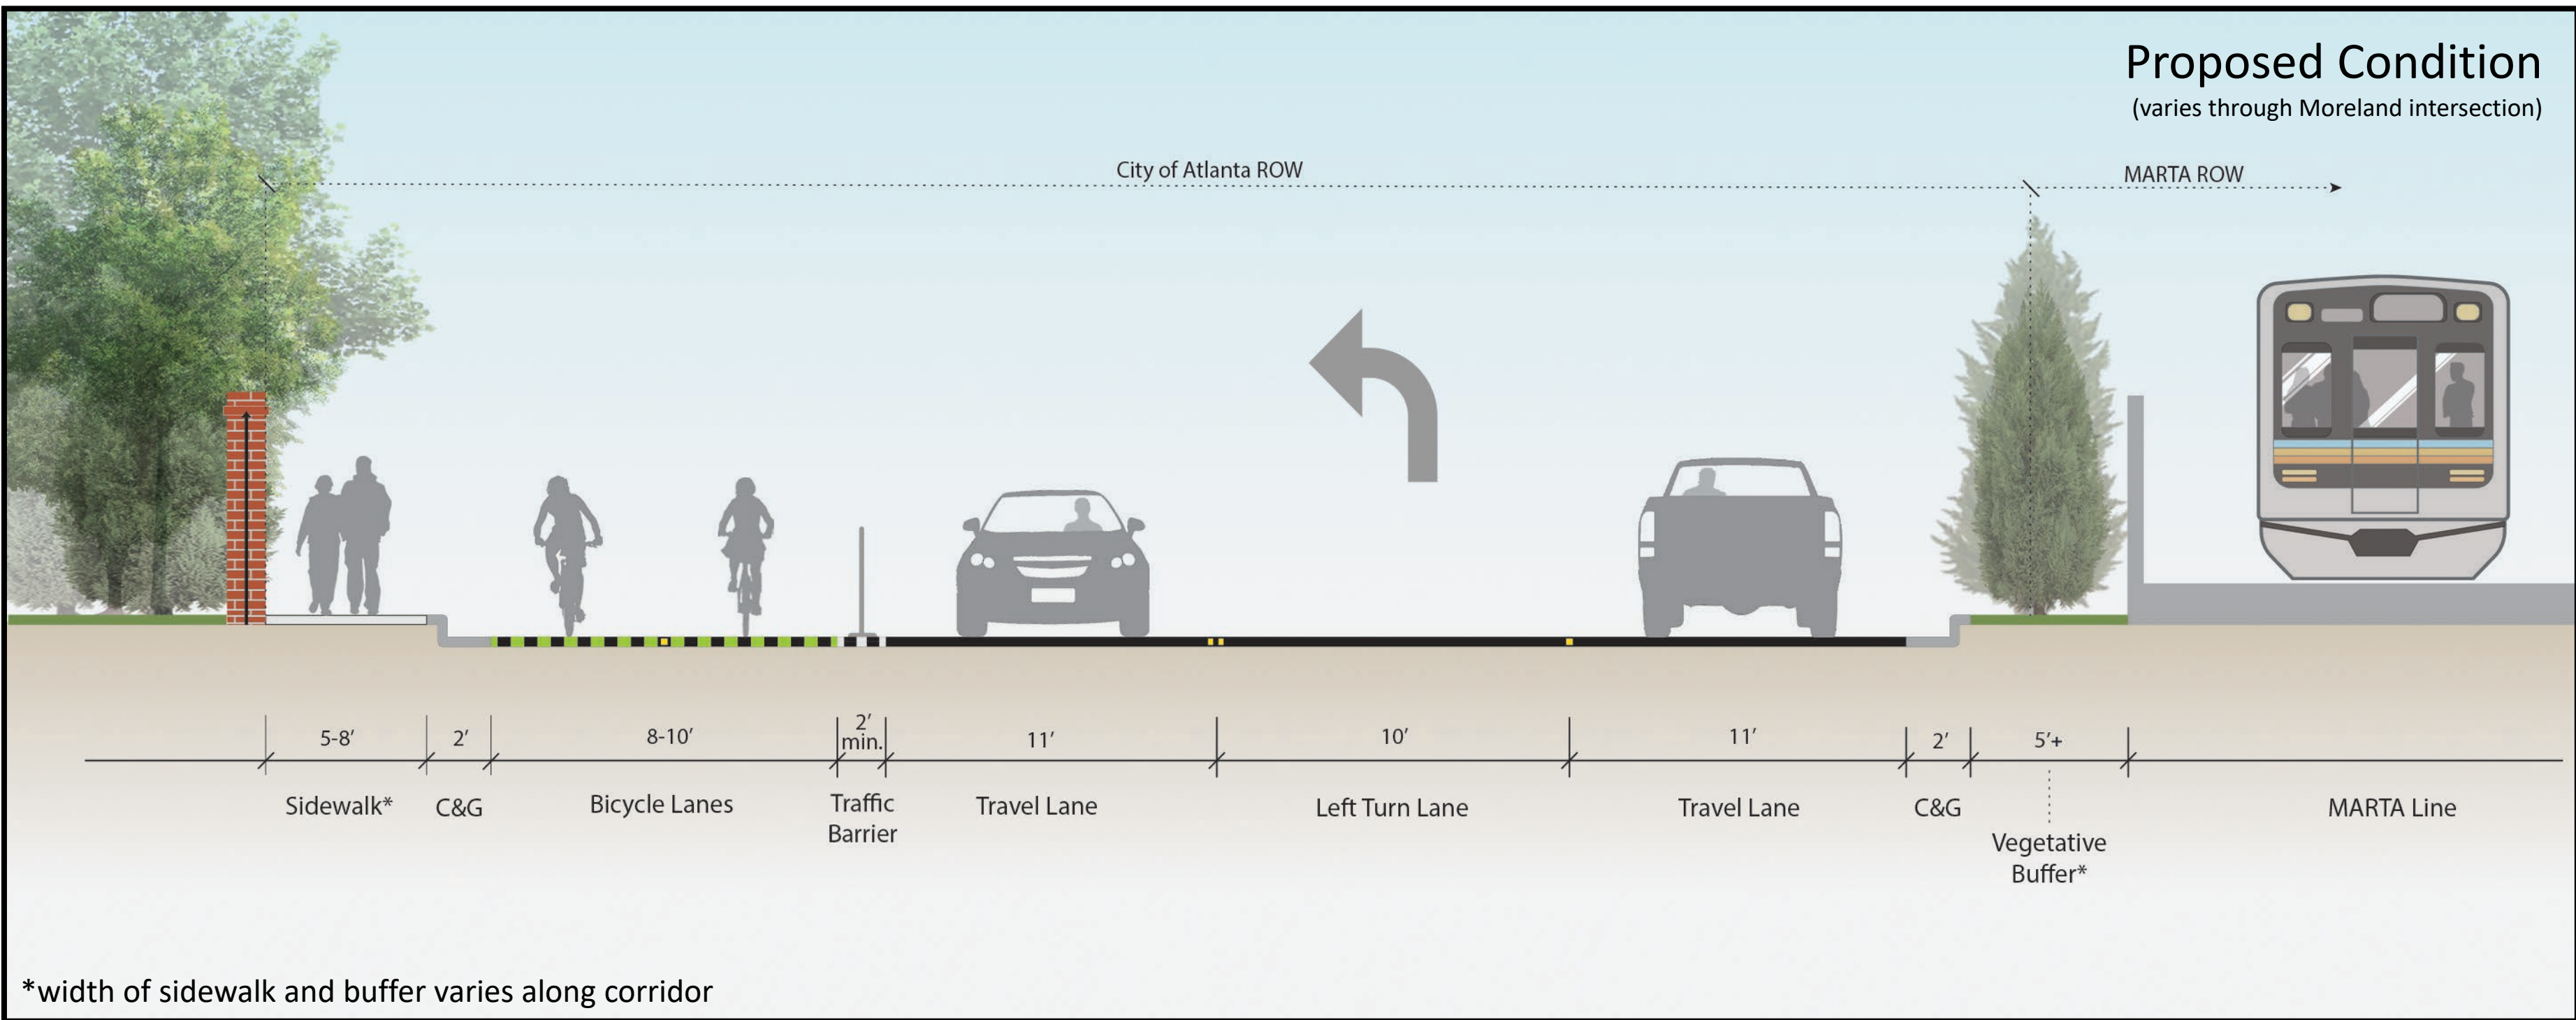 Proposed Condition
(varies through Moreland intersection)
City of Atlanta ROW
MARTA ROW
5-8’
2’
8-10’
2’
min.
11’
10’
11’
2’
5’+
Sidewalk*
C&G
Bicycle Lanes
Traffic
Barrier
Travel Lane
Left Turn Lane
Travel Lane
C&G
Vegetative
Buffer*
MARTA Line
*width of sidewalk and buffer varies along corridor